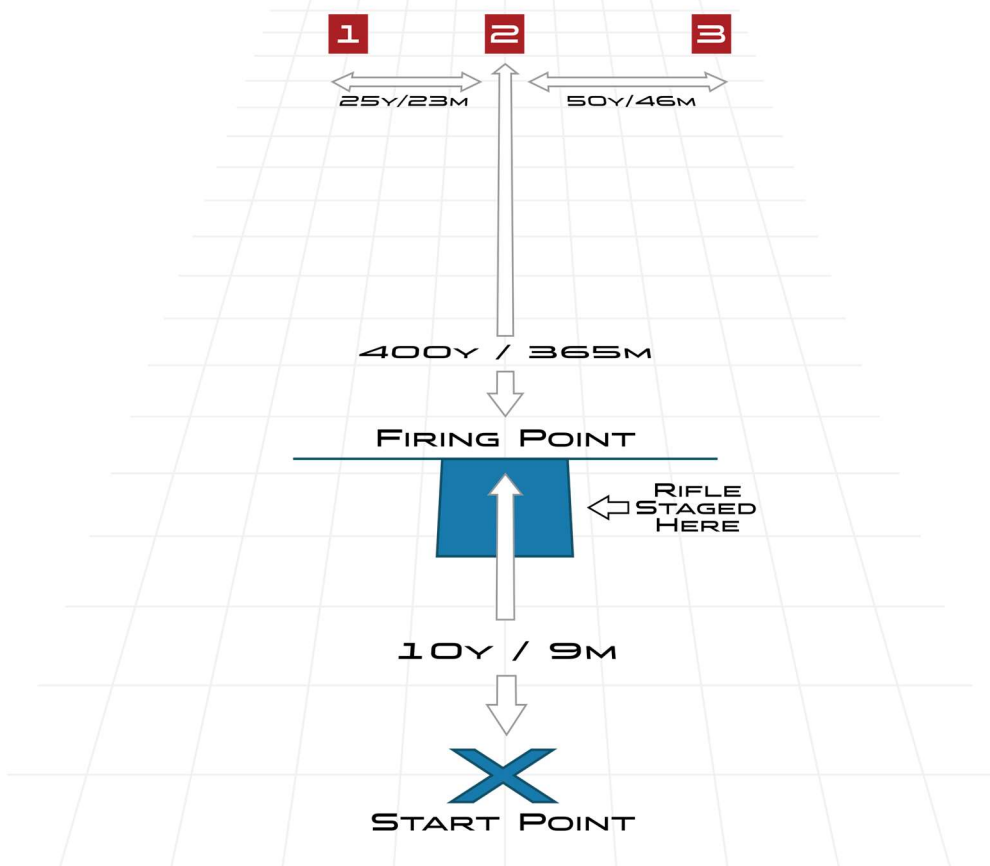 1 2 3
25Y/23M 50Y/46M
400Y / 365M
FIRING POINT
RIFLE
STAGED
HERE
10Y / 9M
START POINT